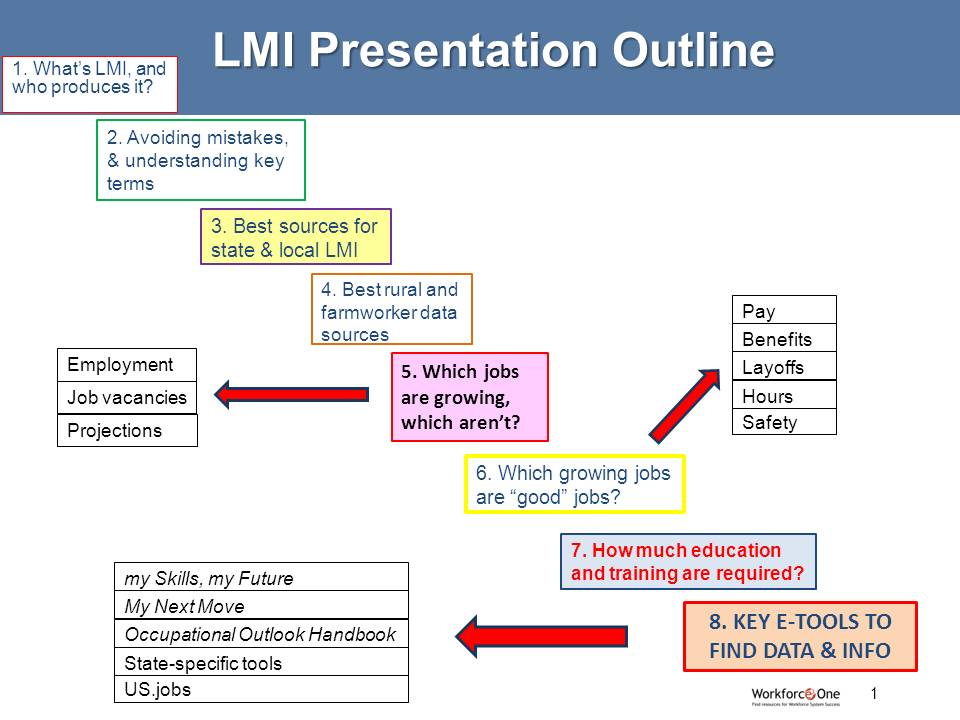 LMI Presentation Outline
1. What’s LMI, and
who produces it?
2. Avoiding mistakes,
& understanding key
terms
3. Best sources for
state & local LMI
4. Best rural and
farmworker data
sources
5. Which jobs
are growing,
which aren’t?
Employment
Job vacancies
Projections
Pay
Benefits
Layoffs
Hours
Safety
6. Which growing jobs
are “good” jobs?
7. How much education
and training are required?
8. KEY E-TOOLS TO
FIND DATA & INFO
my Skills, my Future
My Next Move
Occupational Outlook Handbook
State-specific tools
US.jobs
Workforce One
Find resources for Workforce System Success
1